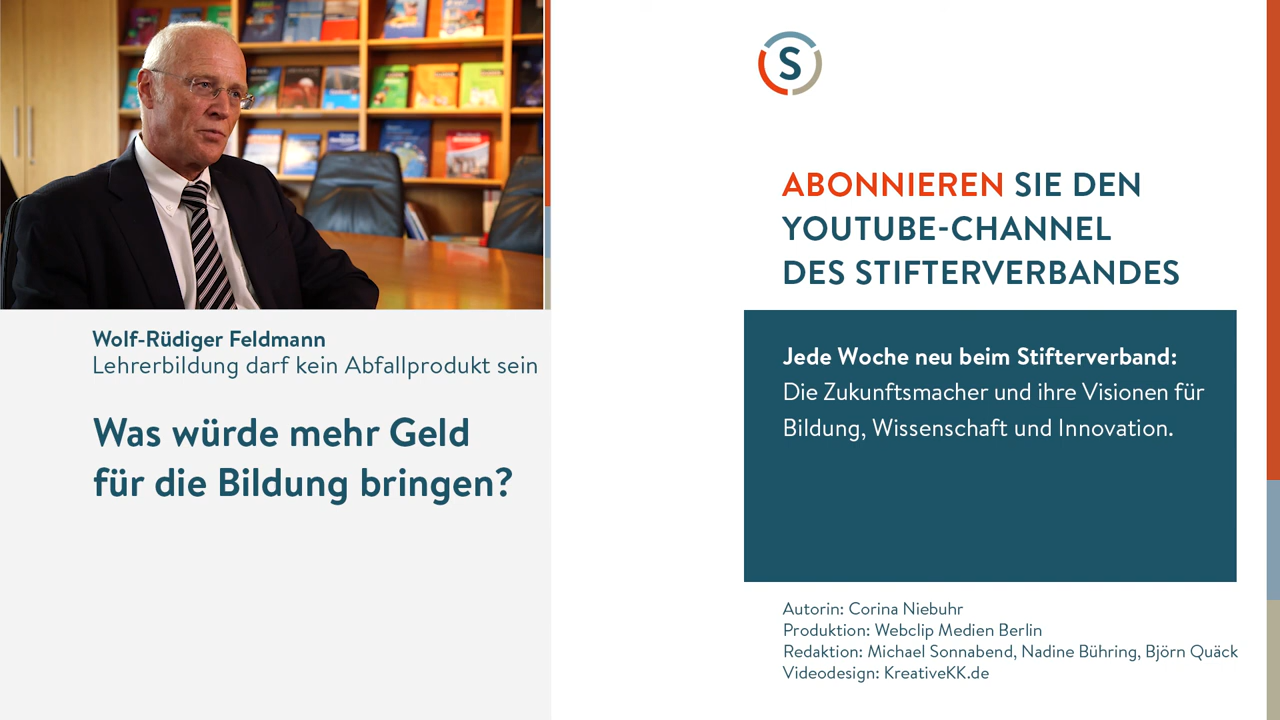 Wolf-Rüdiger Feldmann
Lehrerbildung darf kein Abfallprodukt sein
Was würde mehr Geld
für die Bildung bringen?
S
ABONNIEREN SIE DEN
YOUTUBE-CHANNEL
DES STIFTERVERBANDES
Jede Woche neu beim Stifterverband:
Die Zukunftsmacher und ihre Visionen für
Bildung, Wissenschaft und Innovation.
Autorin: Corina Niebuhr
Produktion: Webclip Medien Berlin
Redaktion: Michael Sonnabend, Nadine Bühring, Björn Quäck
Videodesign: KreativeKK.de